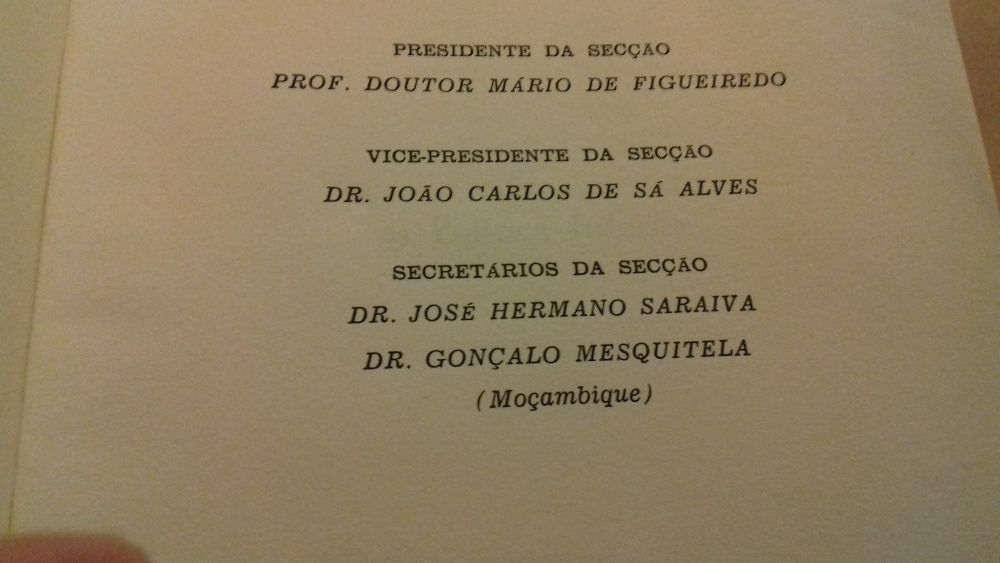 PRESIDENTE DA SECÇÃO
PROF. DOUTOR MÁRIO DE FIGUEIREDO
VICE-PRESIDENTE DA SECÇÃO
DR. JOÃO CARLOS DE SÁ ALVES
SECRETÁRIOS DA SECÇÃO
DR. JOSÉ HERMANO SARAIVA
DR. GONÇALO MESQUITELA
(Moçambique)